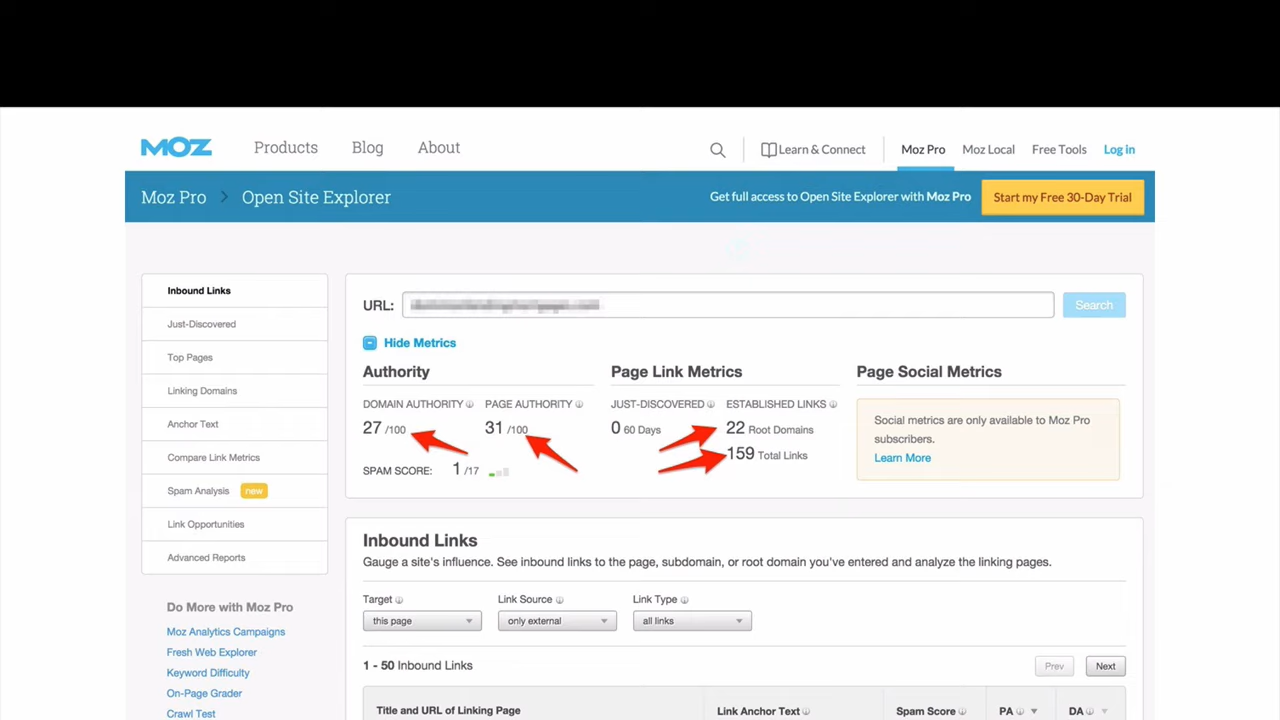 MOZ Products Blog About Learn & Connect Moz Pro Moz Local Free Tools Log in
Moz Pro > Open Site Explorer Get full access to Open Site Explorer with Moz Pro Start my Free 30-Day Trial
Inbound Links
Just-Discovered
Top Pages
Linking Domains
Anchor Text
Compare Link Metrics
Spam Analysis new
Link Opportunities
Advanced Reports
Do More with Moz Pro
Moz Analytics Campaigns
Fresh Web Explorer
Keyword Difficulty
On-Page Grader
Crawl Test
URL: Search
Hide Metrics
Authority
DOMAIN AUTHORITY PAGE AUTHORITY
27 /100 31 /100
SPAM SCORE: 1 /17
Page Link Metrics
JUST-DISCOVERED ESTABLISHED LINKS
0 60 Days 22 Root Domains
159 Total Links
Page Social Metrics
Social metrics are only available to Moz Pro
subscribers.
Learn More
Inbound Links
Gauge a site's influence. See inbound links to the page, subdomain, or root domain you've entered and analyze the linking pages.
Target Link Source Link Type
this page only external all links
1 - 50 Inbound Links Prev Next
Title and URL of Linking Page Link Anchor Text Spam Score PA DA